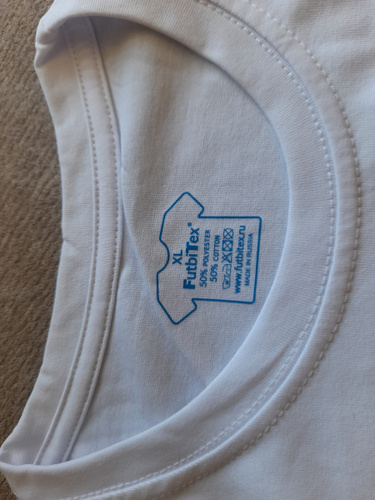 XL
FutbiTex®
50% POLYESTER
50% COTTON
www.futbitex.ru
MADE IN RUSSIA